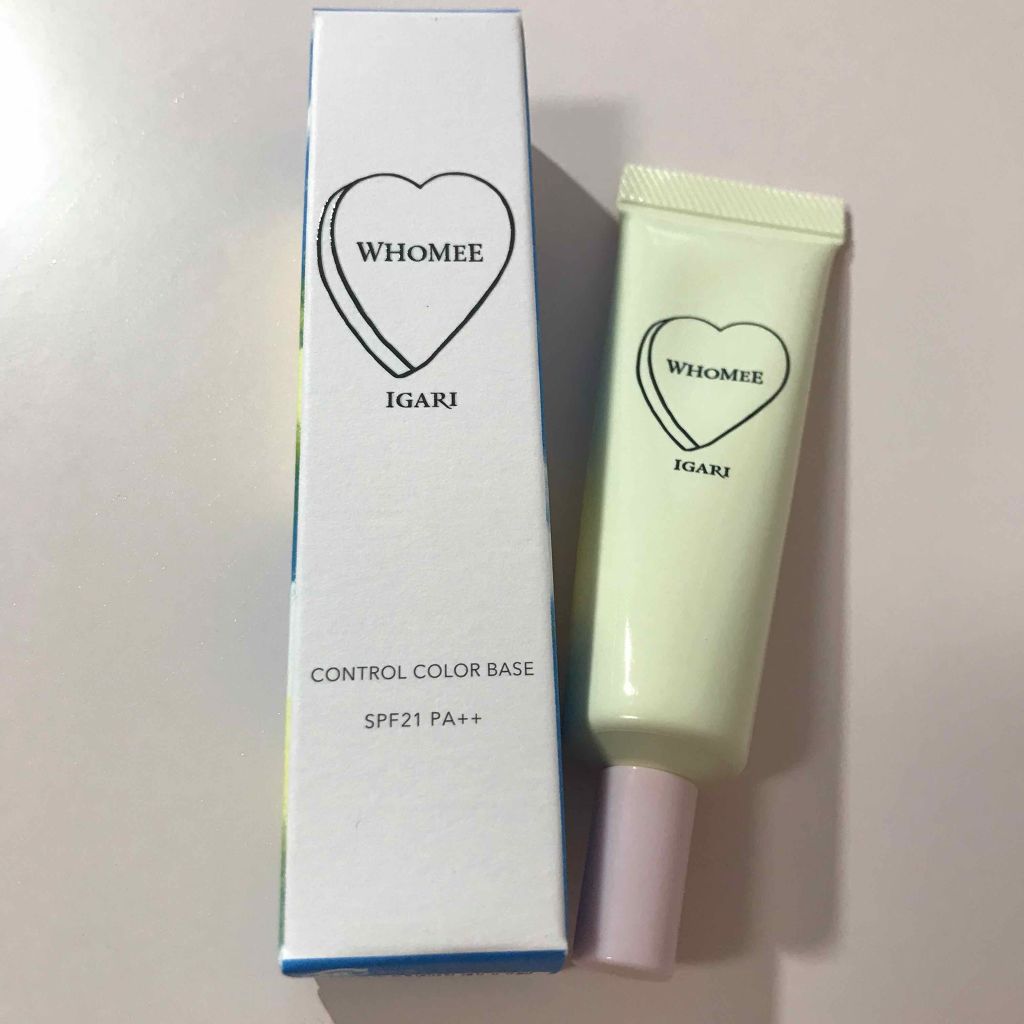 WHOMEE
IGARI
CONTROL COLOR BASE
SPF21 PA++
WHOMEE
IGARI